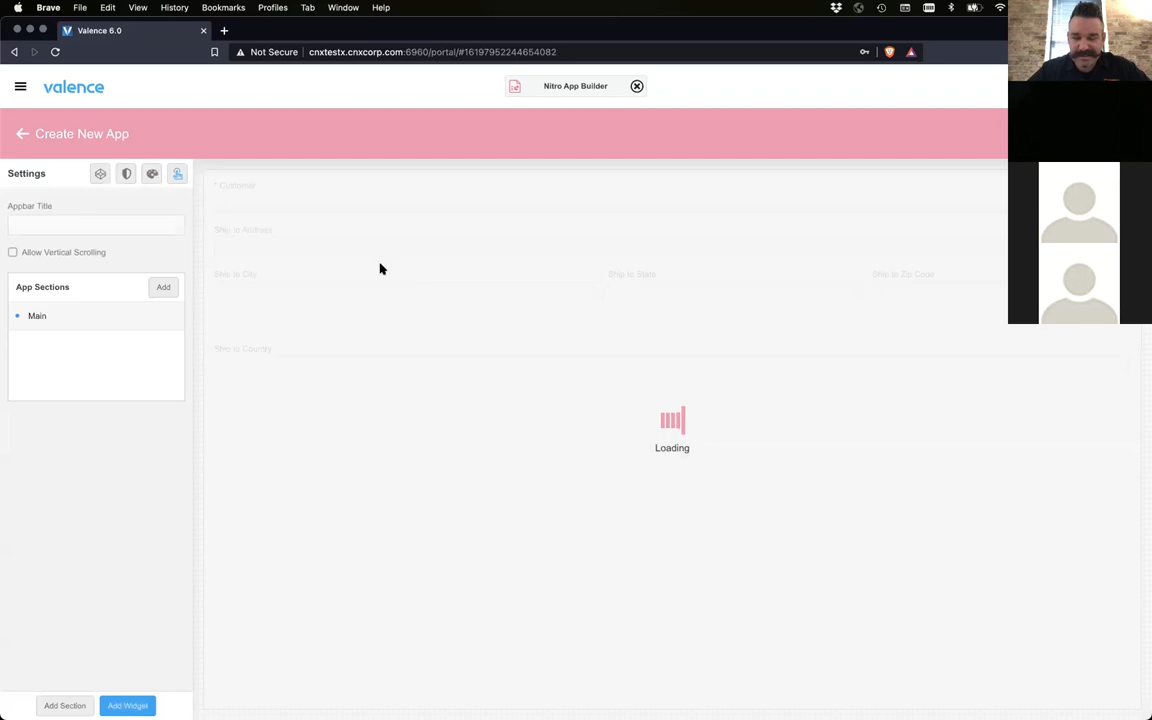 Brave File Edit View History Bookmarks Profiles Tab Window Help
Valence 6.0
Not Secure cnxtestx.cnxcorp.com:6960/portal/#16197952244654082
valence
Nitro App Builder
Create New App
Settings
* Customer
Appbar Title
Ship to Address
Allow Vertical Scrolling
Ship to City Ship to State Ship to Zip Code
App Sections Add
Main
*Ship to Country
Loading
Add Section Add Widget